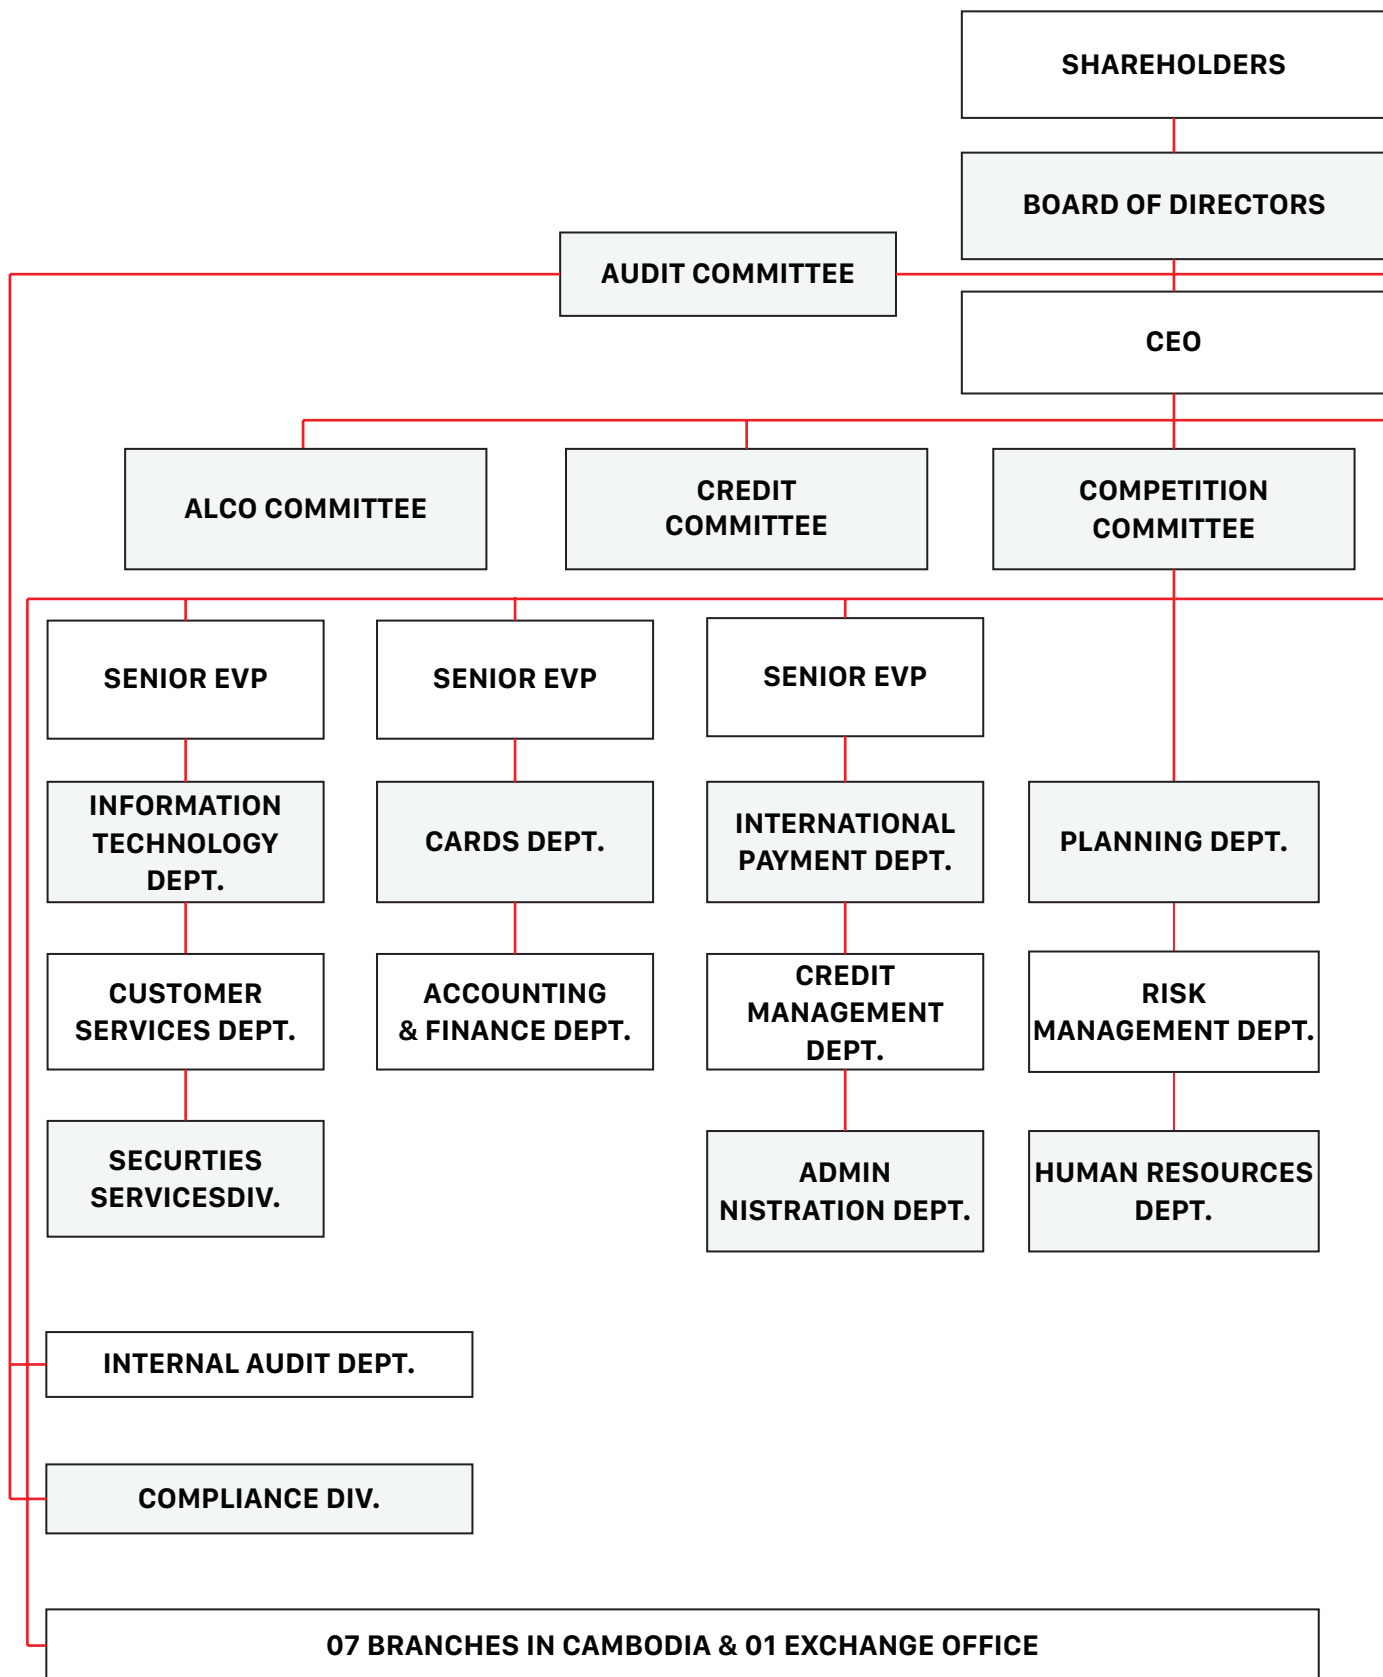 SHAREHOLDERS
BOARD OF DIRECTORS
AUDIT COMMITTEE
CEO
ALCO COMMITTEE
CREDIT
COMMITTEE
COMPETITION
COMMITTEE
SENIOR EVP
SENIOR EVP
SENIOR EVP
INFORMATION
TECHNOLOGY
DEPT.
CARDS DEPT.
INTERNATIONAL
PAYMENT DEPT.
PLANNING DEPT.
CUSTOMER
SERVICES DEPT.
ACCOUNTING
& FINANCE DEPT.
CREDIT
MANAGEMENT
DEPT.
RISK
MANAGEMENT DEPT.
SECURTIES
SERVICESDIV.
ADMIN
NISTRATION DEPT.
HUMAN RESOURCES
DEPT.
INTERNAL AUDIT DEPT.
COMPLIANCE DIV.
07 BRANCHES IN CAMBODIA & 01 EXCHANGE OFFICE